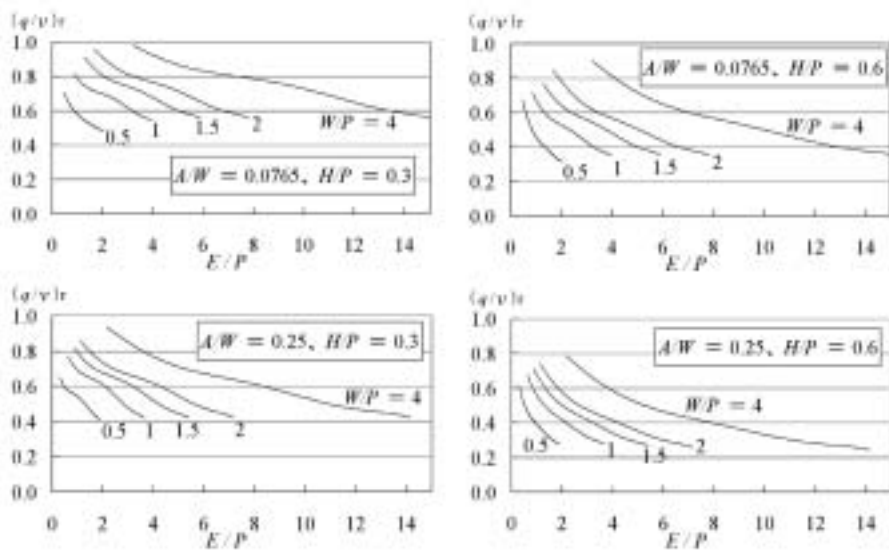 (q/v)r
1.0
0.8
0.6
0.4
0.2
0.0
0.5
1
1.5
2
W/P = 4
A/W = 0.0765、H/P = 0.3
0 2 4 6 8 10 12 14
E/P
(q/v)r
1.0
0.8
0.6
0.4
0.2
0.0
A/W = 0.0765、H/P = 0.6
0.5
1
1.5
2
W/P = 4
0 2 4 6 8 10 12 14
E/P
(q/v)r
1.0
0.8
0.6
0.4
0.2
0.0
A/W = 0.25、H/P = 0.3
0.5
1
1.5
2
W/P = 4
0 2 4 6 8 10 12 14
E/P
(q/v)r
1.0
0.8
0.6
0.4
0.2
0.0
A/W = 0.25、H/P = 0.6
0.5
1
1.5
2
W/P = 4
0 2 4 6 8 10 12 14
E/P